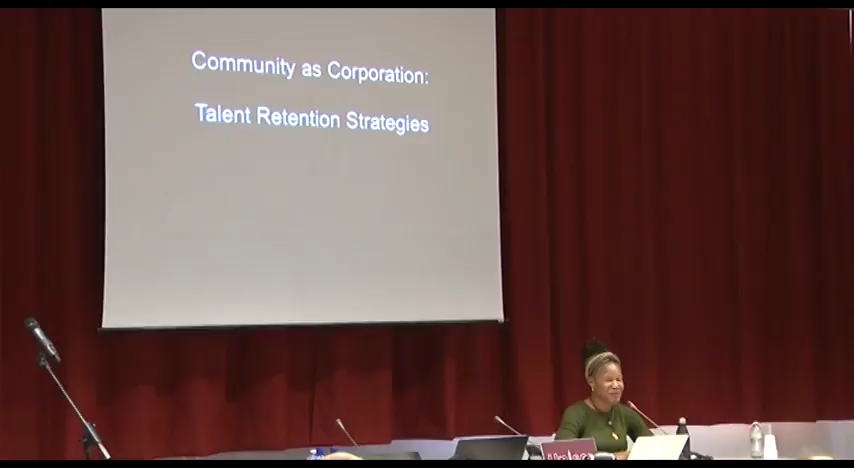 Community as Corporation:
Talent Retention Strategies